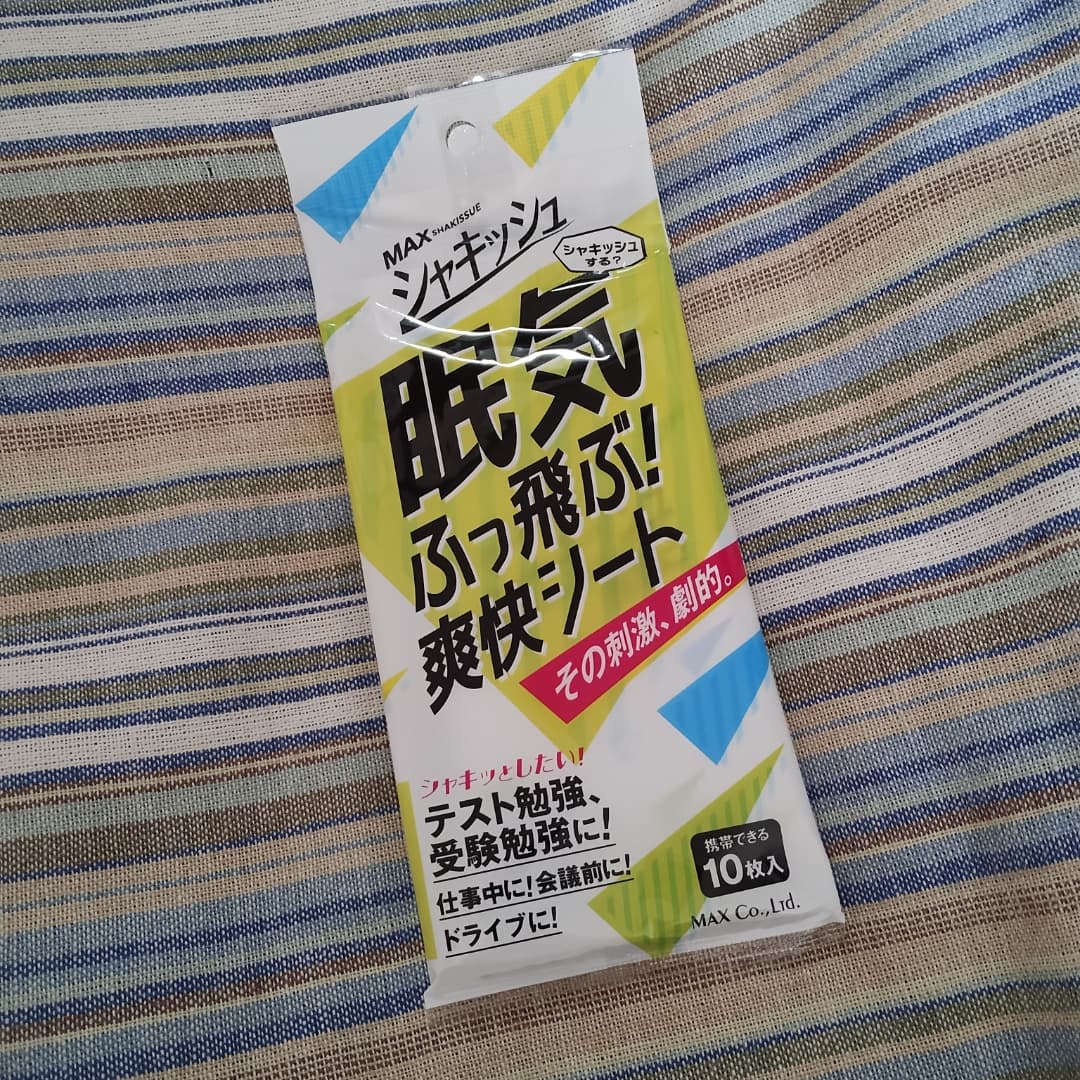 MAX SHAKISSUE
シャキッシュ
シャキッシュ
する?
眠気
ふっ飛ぶ!
爽快シート
その刺激、劇的。
シャキッとしたい!
テスト勉強、
受験勉強に!
仕事中に!会議前に!
ドライブに!
携帯できる
10枚入
MAX Co.,Ltd.